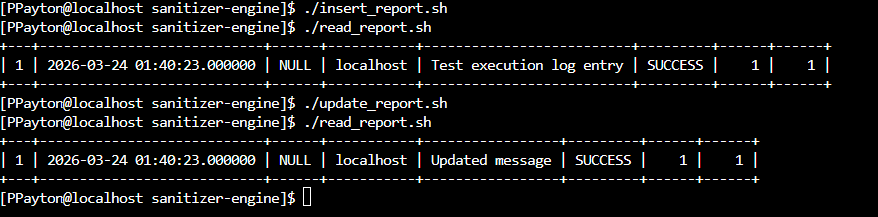 [PPayton@localhost sanitizer-engine]$ ./insert_report.sh
[PPayton@localhost sanitizer-engine]$ ./read_report.sh
+---+----------------------------+------+-----------+--------------------------+---------+------+------+
| 1 | 2026-03-24 01:40:23.000000 | NULL | localhost | Test execution log entry | SUCCESS |    1 |    1 |
+---+----------------------------+------+-----------+--------------------------+---------+------+------+
[PPayton@localhost sanitizer-engine]$ ./update_report.sh
[PPayton@localhost sanitizer-engine]$ ./read_report.sh
+---+----------------------------+------+-----------+-----------------+---------+------+------+
| 1 | 2026-03-24 01:40:23.000000 | NULL | localhost | Updated message | SUCCESS |    1 |    1 |
+---+----------------------------+------+-----------+-----------------+---------+------+------+
[PPayton@localhost sanitizer-engine]$